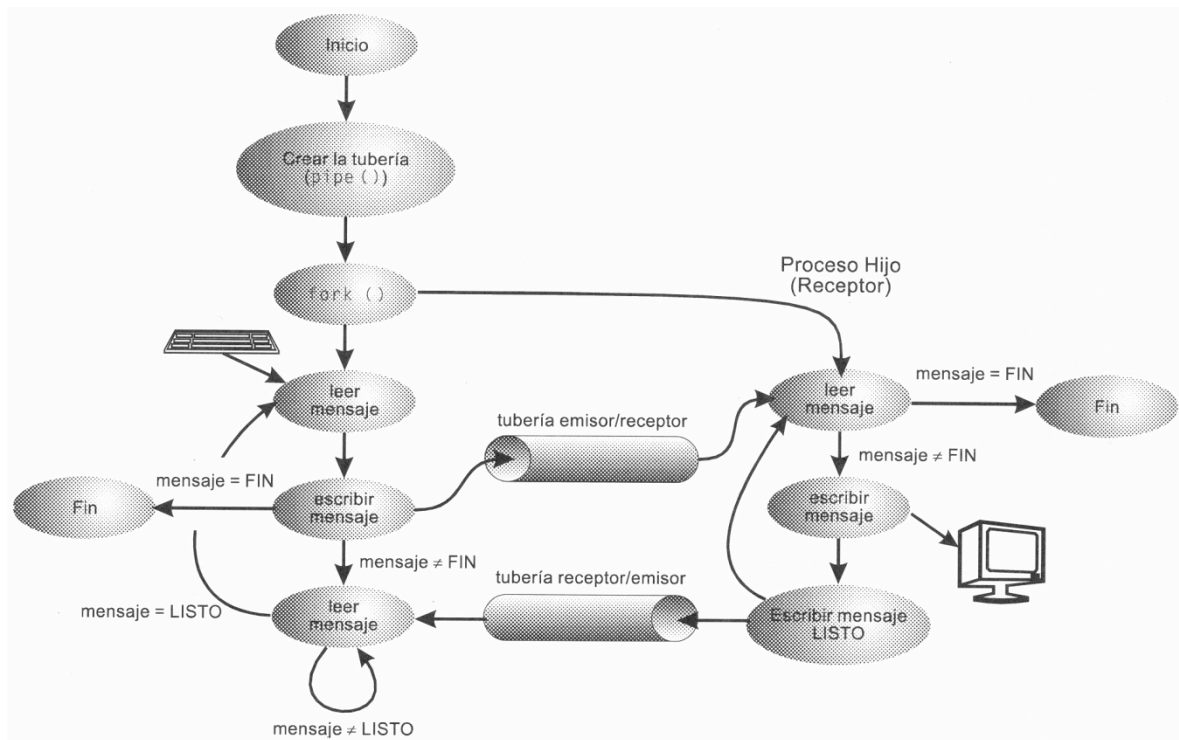 Inicio
Crear la tubería
(pipe ())
fork ()
Proceso Hijo
(Receptor)
leer
mensaje
leer
mensaje
mensaje = FIN
Fin
tubería emisor/receptor
mensaje ≠ FIN
mensaje = FIN
Fin
escribir
mensaje
escribir
mensaje
mensaje ≠ FIN
tubería receptor/emisor
mensaje = LISTO
leer
mensaje
Escribir mensaje
LISTO
mensaje ≠ LISTO